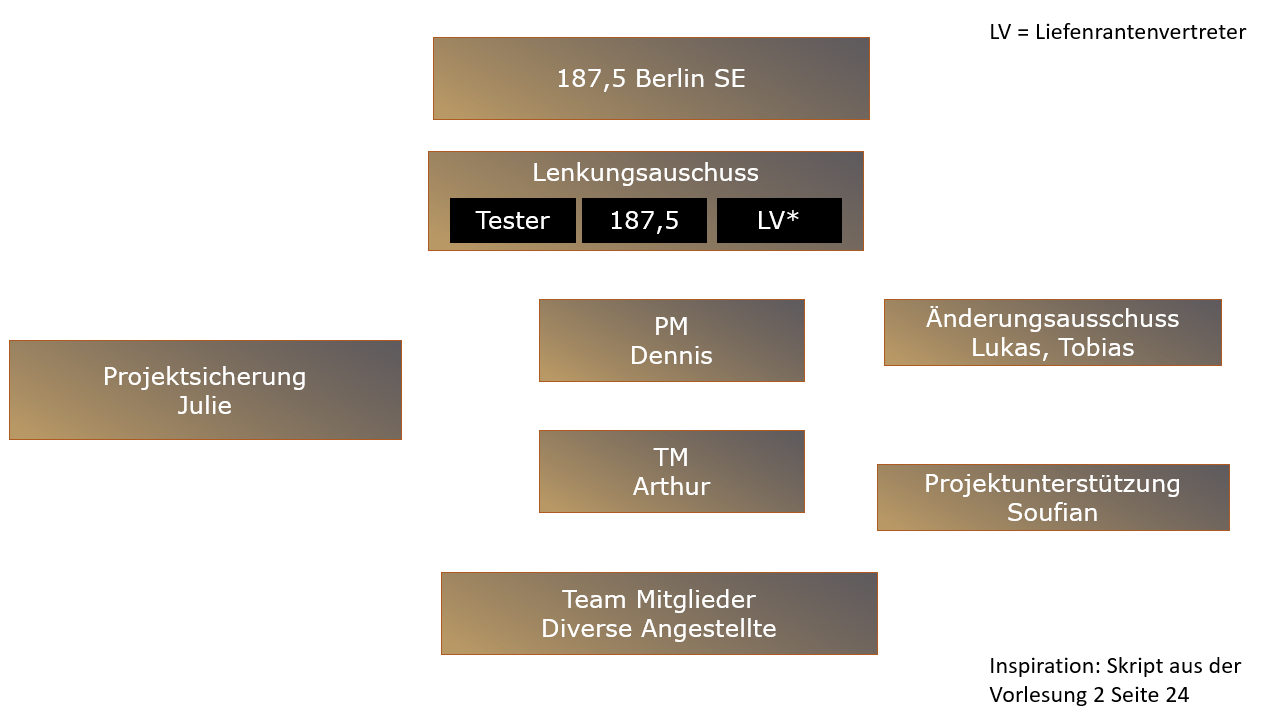 LV = Liefenrantenvertreter
187,5 Berlin SE
Lenkungsauschuss
Tester
187,5
LV*
PM
Dennis
Änderungsausschuss
Lukas, Tobias
Projektsicherung
Julie
TM
Arthur
Projektunterstützung
Soufian
Team Mitglieder
Diverse Angestellte
Inspiration: Skript aus der
Vorlesung 2 Seite 24